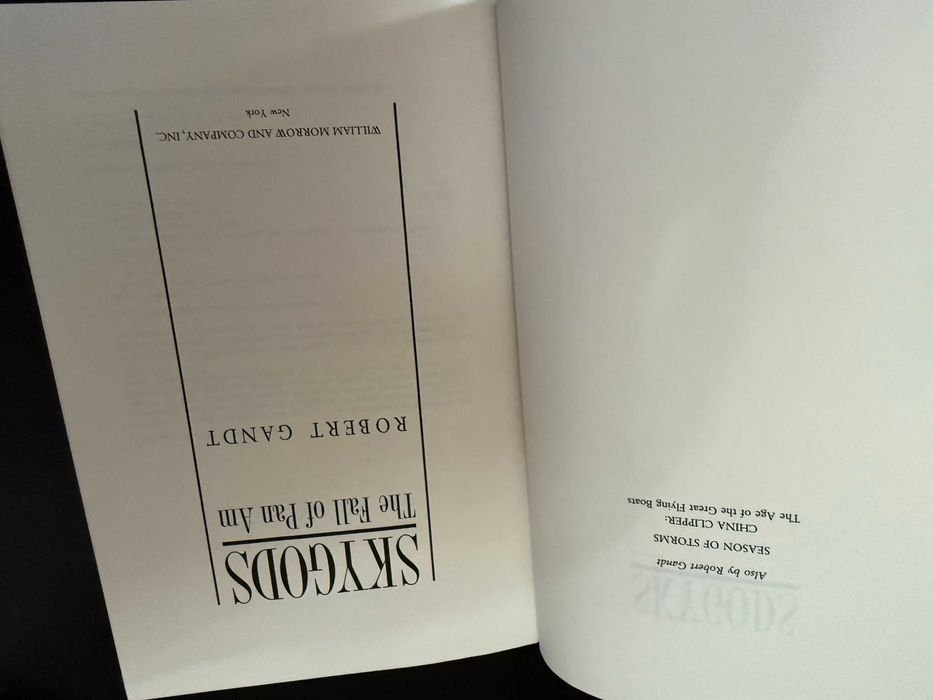 Also by Robert Gandt
SEASON OF STORMS
CHINA CLIPPER:
The Age of the Great Flying Boats
SKYGODS
SKYGODS
The Fall of Pan Am
ROBERT GANDT
WILLIAM MORROW AND COMPANY, INC.
New York